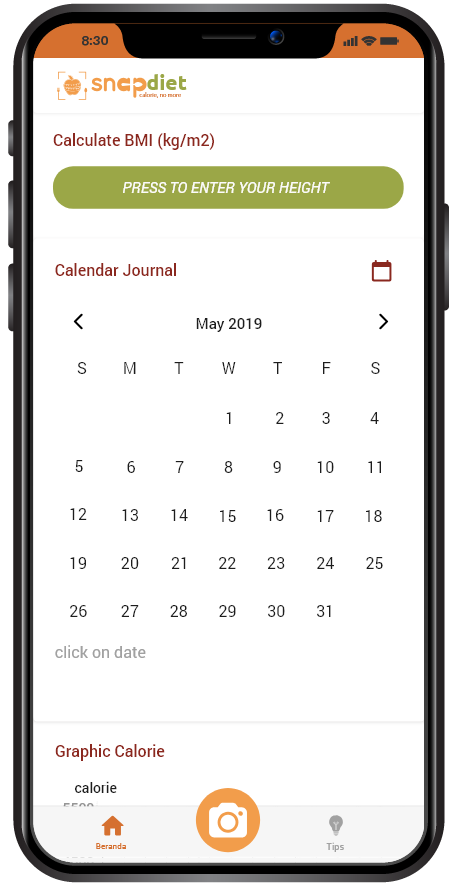 8:30
snapdiet
calorie, no more
Calculate BMI (kg/m2)
PRESS TO ENTER YOUR HEIGHT
Calendar Journal
May 2019
S M T W T F S
1 2 3 4
5 6 7 8 9 10 11
12 13 14 15 16 17 18
19 20 21 22 23 24 25
26 27 28 29 30 31
click on date
Graphic Calorie
calorie
Beranda Tips